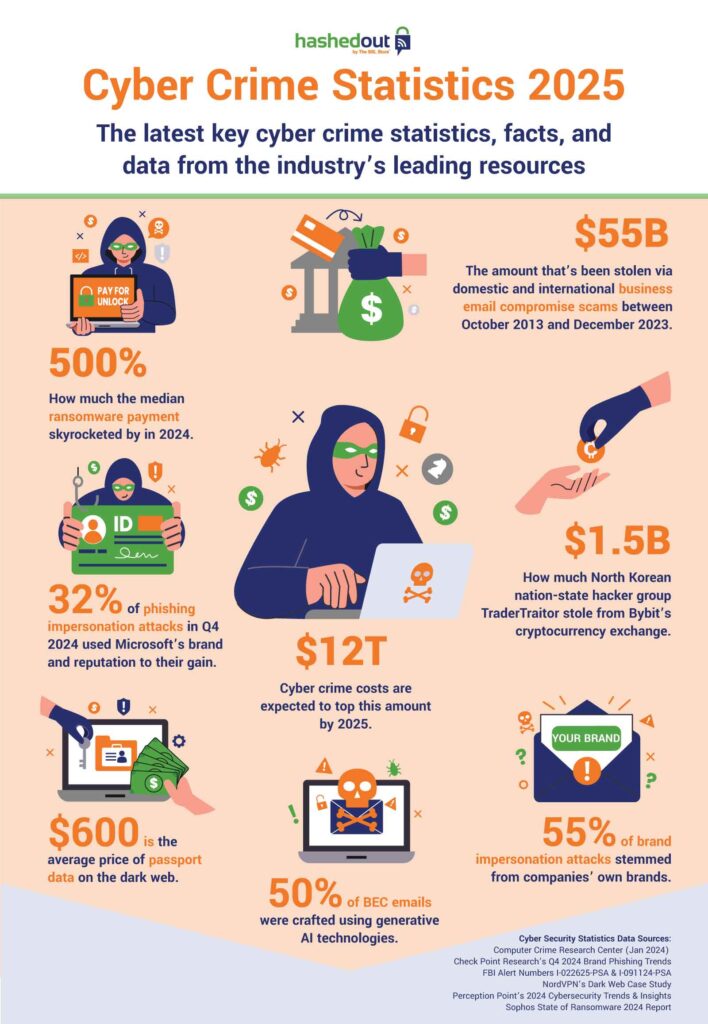 hashedout
by The SSL Store
Cyber Crime Statistics 2025
The latest key cyber crime statistics, facts, and
data from the industry's leading resources
PAY FOR
UNLOCK
500%
How much the median
ransomware payment
skyrocketed by in 2024.
$
$55B
The amount that's been stolen via
domestic and international business
email compromise scams between
October 2013 and December 2023.
ID
32% of phishing
impersonation attacks in Q4
2024 used Microsoft's brand
and reputation to their gain.
$12T
Cyber crime costs are
expected to top this amount
by 2025.
$1.5B
How much North Korean
nation-state hacker group
TraderTraitor stole from Bybit's
cryptocurrency exchange.
$600 is the
average price of passport
data on the dark web.
50% of BEC emails
were crafted using generative
AI technologies.
YOUR BRAND
55% of brand
impersonation attacks stemmed
from companies' own brands.
Cyber Security Statistics Data Sources:
Computer Crime Research Center (Jan 2024)
Check Point Research's Q4 2024 Brand Phishing Trends
FBI Alert Numbers I-022625-PSA & I-091124-PSA
NordVPN's Dark Web Case Study
Perception Point's 2024 Cybersecurity Trends & Insights
Sophos State of Ransomware 2024 Report